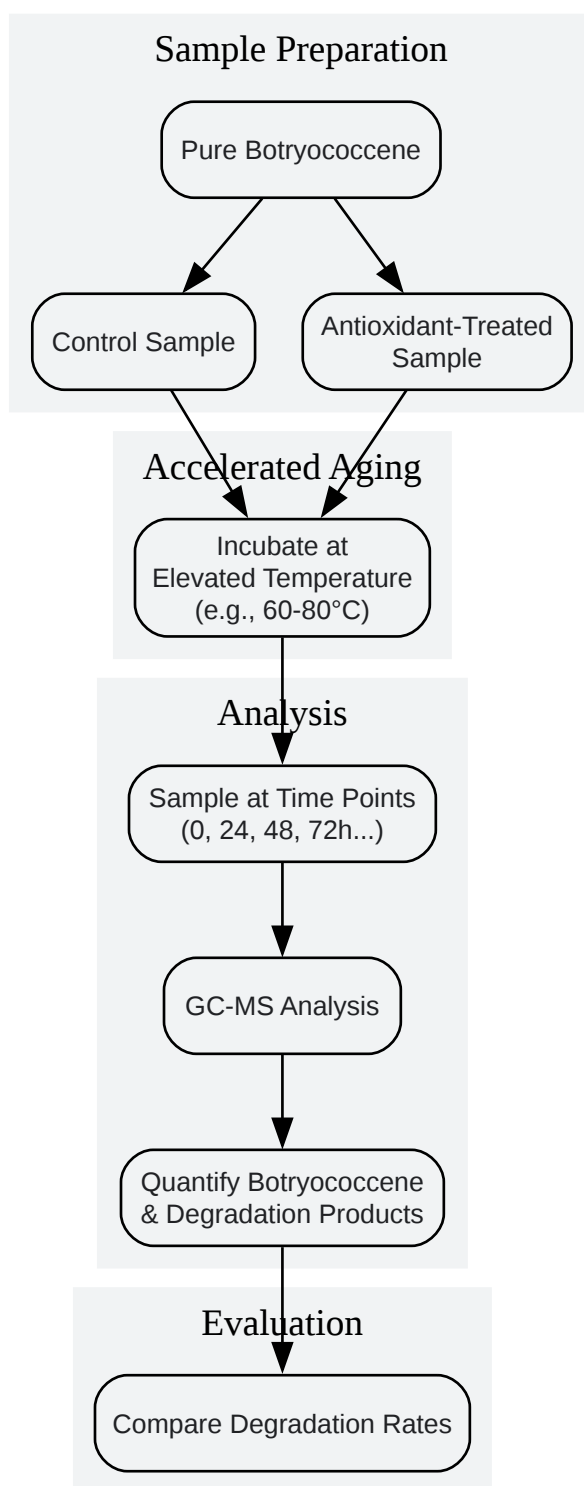 Sample Preparation
Pure Botryococcene
Control Sample
Antioxidant-Treated
Sample
Accelerated Aging
Incubate at
Elevated Temperature
(e.g., 60-80°C)
Analysis
Sample at Time Points
(0, 24, 48, 72h...)
GC-MS Analysis
Quantify Botryococcene
& Degradation Products
Evaluation
Compare Degradation Rates